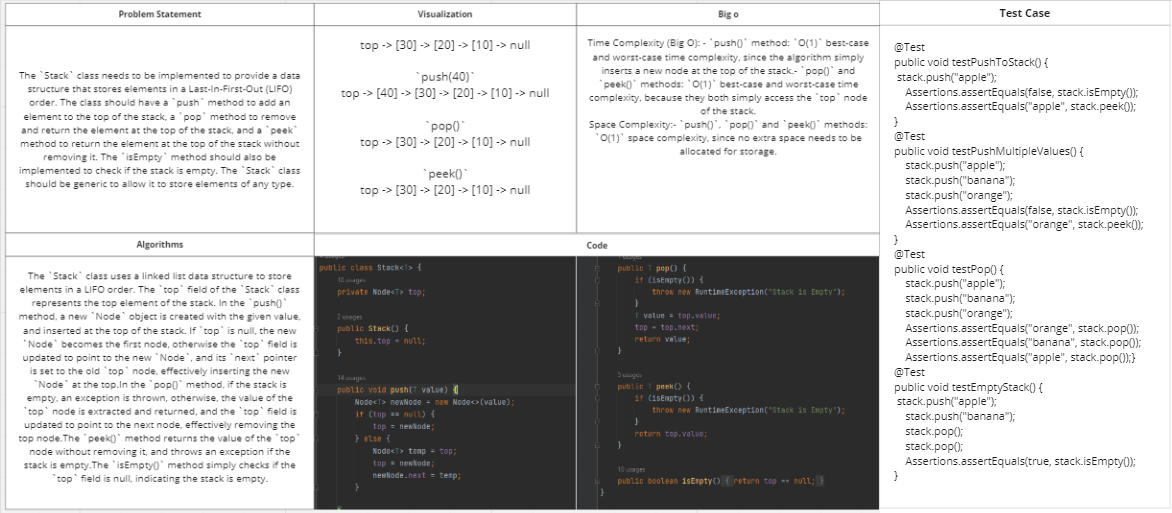 Problem Statement
The `Stack` class needs to be implemented to provide a data
structure that stores elements in a Last-In-First-Out (LIFO)
order. The class should have a `push` method to add an
element to the top of the stack, a `pop` method to remove
and return the element at the top of the stack, and a `peek`
method to return the element at the top of the stack without
removing it. The `isEmpty` method should also be
implemented to check if the stack is empty. The `Stack` class
should be generic to allow it to store elements of any type.
Visualization
top -> [30] -> [20] -> [10] -> null
`push(40)`
top -> [40] -> [30] -> [20] -> [10] -> null
`pop()`
top -> [30] -> [20] -> [10] -> null
`peek()`
top -> [30] -> [20] -> [10] -> null
Big o
Time Complexity (Big O): - `push()` method: `O(1)` best-case
and worst-case time complexity, since the algorithm simply
inserts a new node at the top of the stack.- `pop()` and
`peek()` methods: `O(1)` best-case and worst-case time
complexity, because they both simply access the `top` node
of the stack.
Space Complexity:- `push()`, `pop()` and `peek()` methods:
`O(1)` space complexity, since no extra space needs to be
allocated for storage.
Test Case
@Test
public void testPushToStack() {
stack.push("apple");
Assertions.assertEquals(false, stack.isEmpty());
Assertions.assertEquals("apple", stack.peek());
}
@Test
public void testPushMultipleValues() {
stack.push("apple");
stack.push("banana");
stack.push("orange");
Assertions.assertEquals(false, stack.isEmpty());
Assertions.assertEquals("orange", stack.peek());
}
@Test
public void testPop() {
stack.push("apple");
stack.push("banana");
stack.push("orange");
Assertions.assertEquals("orange", stack.pop());
Assertions.assertEquals("banana", stack.pop());
Assertions.assertEquals("apple", stack.pop());}
@Test
public void testEmptyStack() {
stack.push("apple");
stack.push("banana");
stack.pop();
stack.pop();
Assertions.assertEquals(true, stack.isEmpty());
}
Algorithms
The `Stack` class uses a linked list data structure to store
elements in a LIFO order. The `top` field of the `Stack` class
represents the top element of the stack. In the `push()`
method, a new `Node` object is created with the given value,
and inserted at the top of the stack. If `top` is null, the new
`Node` becomes the first node, otherwise the `top` field is
updated to point to the new `Node`, and its `next` pointer
is set to the old `top` node, effectively inserting the new
`Node` at the top.In the `pop()` method, if the stack is
empty, an exception is thrown, otherwise, the value of the
`top` node is extracted and returned, and the `top` field is
updated to point to the next node, effectively removing the
top node.The `peek()` method returns the value of the `top`
node without removing it, and throws an exception if the
stack is empty.The `isEmpty()` method simply checks if the
`top` field is null, indicating the stack is empty.
Code
public class Stack<T> {
10 usages
private Node<T> top;
2 usages
public Stack() {
this.top = null;
}
14 usages
public void push(T value) {
Node<T> newNode = new Node<>(value);
if (top == null) {
top = newNode;
} else {
Node<T> temp = top;
top = newNode;
newNode.next = temp;
}
public T pop() {
if (isEmpty()) {
throw new RuntimeException("Stack is Empty");
}
T value = top.value;
top = top.next;
return value;
}
5 usages
public T peek() {
if (isEmpty()) {
throw new RuntimeException("Stack is Empty");
}
return top.value;
}
10 usages
public boolean isEmpty() { return top == null; }
}